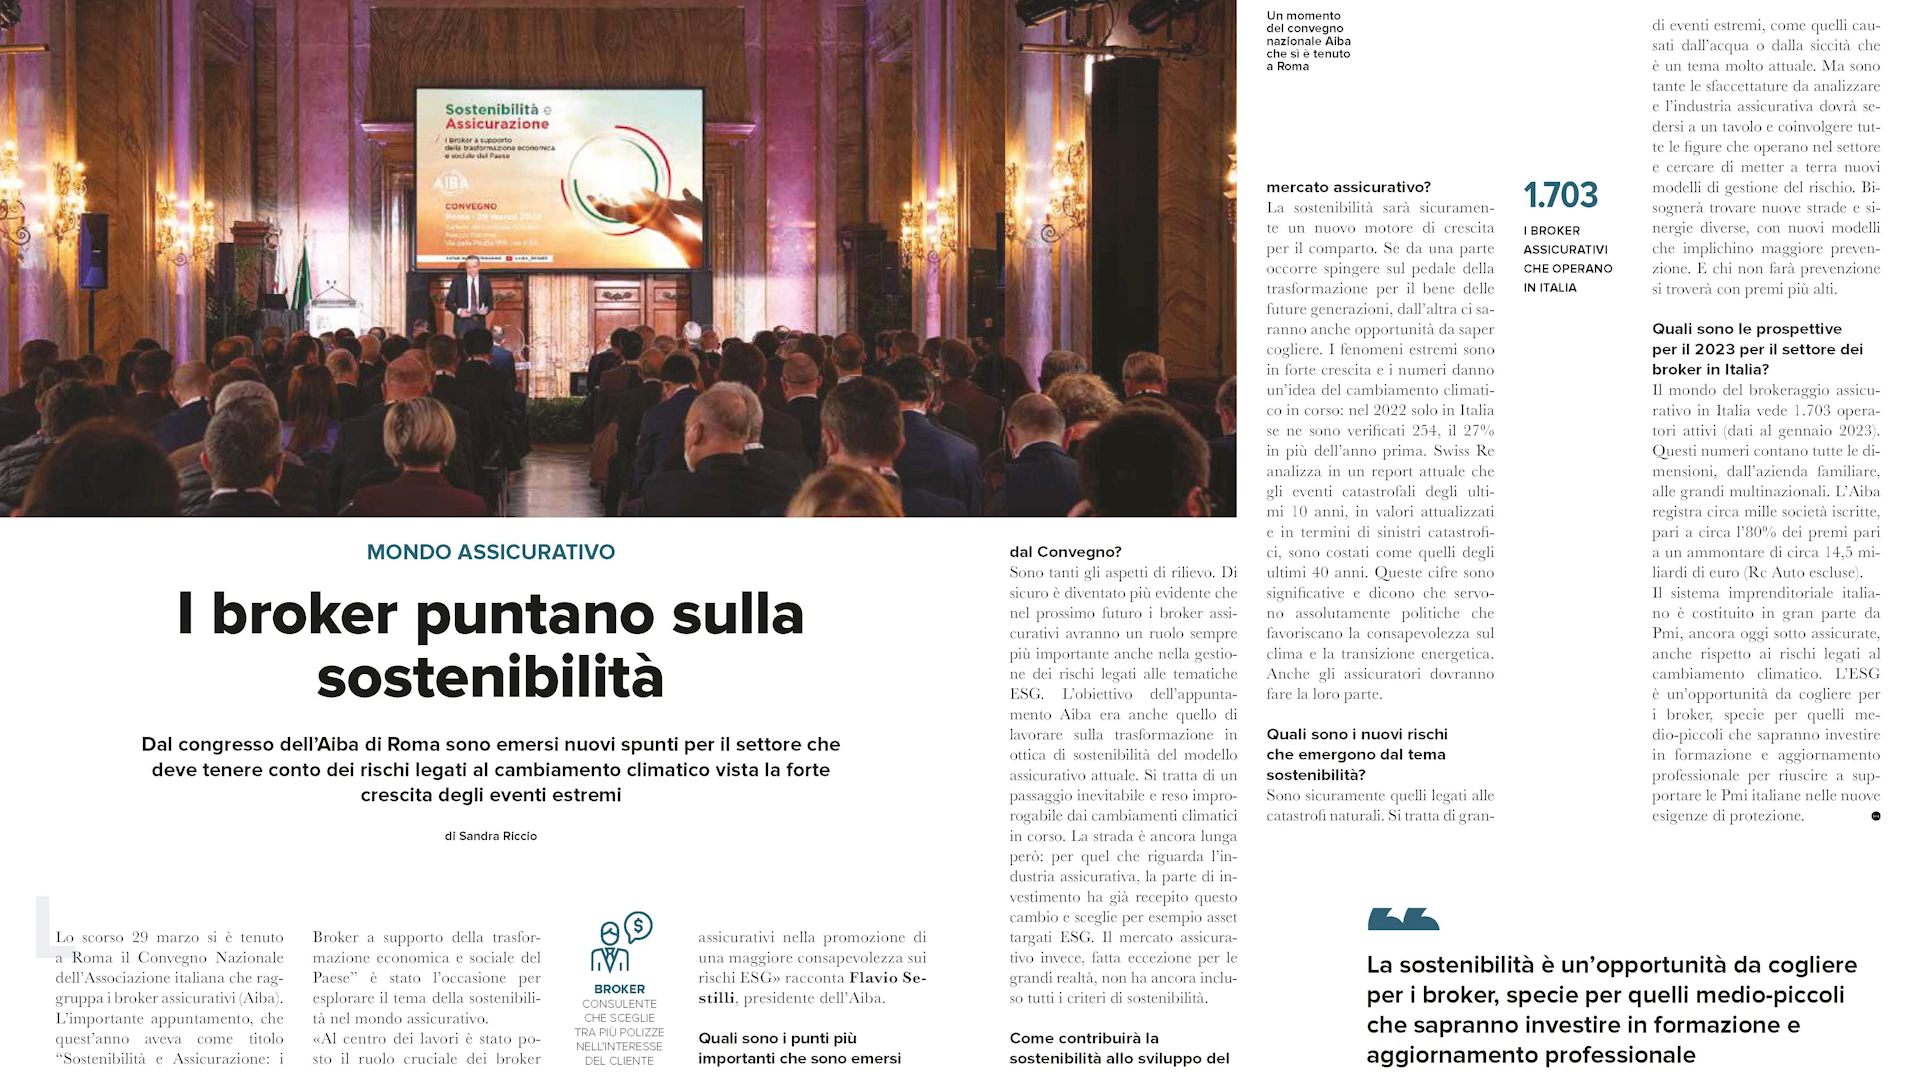 Sostenibilità e
Assicurazione
I Broker a supporto
della trasformazione economica
e sociale del Paese
AIBA
CONVEGNO
Roma - 29 marzo 2023
Un momento
del convegno
nazionale Aiba
che sì è tenuto
a Roma
MONDO ASSICURATIVO
I broker puntano sulla
sostenibilità
Dal congresso dell’Aiba di Roma sono emersi nuovi spunti per il settore che
deve tenere conto dei rischi legati al cambiamento climatico vista la forte
crescita degli eventi estremi
di Sandra Riccio
L
Lo scorso 29 marzo si è tenuto
a Roma il Convegno Nazionale
dell’Associazione italiana che rag-
gruppa i broker assicurativi (Aiba).
L’importante appuntamento, che
quest’anno aveva come titolo
“Sostenibilità e Assicurazione: i
Broker a supporto della trasfor-
mazione economica e sociale del
Paese” è stato l’occasione per
esplorare il tema della sostenibili-
tà nel mondo assicurativo.
«Al centro dei lavori è stato po-
sto il ruolo cruciale dei broker
$
BROKER
CONSULENTE
CHE SCEGLIE
TRA PIÙ POLIZZE
NELL’INTERESSE
DEL CLIENTE
assicurativi nella promozione di
una maggiore consapevolezza sui
rischi ESG» racconta Flavio Se-
stilli, presidente dell’Aiba.
Quali sono i punti più
importanti che sono emersi
dal Convegno?
Sono tanti gli aspetti di rilievo. Di
sicuro è diventato più evidente che
nel prossimo futuro i broker assi-
curativi avranno un ruolo sempre
più importante anche nella gestio-
ne dei rischi legati alle tematiche
ESG. L’obiettivo dell’appunta-
mento Aiba era anche quello di
lavorare sulla trasformazione in
ottica di sostenibilità del modello
assicurativo attuale. Si tratta di un
passaggio inevitabile e reso impro-
rogabile dai cambiamenti climatici
in corso. La strada è ancora lunga
però: per quel che riguarda l’in-
dustria assicurativa, la parte di in-
vestimento ha già recepito questo
cambio e sceglie per esempio asset
targati ESG. Il mercato assicura-
tivo invece, fatta eccezione per le
grandi realtà, non ha ancora inclu-
so tutti i criteri di sostenibilità.
Come contribuirà la
sostenibilità allo sviluppo del
mercato assicurativo?
La sostenibilità sarà sicuramen-
te un nuovo motore di crescita
per il comparto. Se da una parte
occorre spingere sul pedale della
trasformazione per il bene delle
future generazioni, dall’altra ci sa-
ranno anche opportunità da saper
cogliere. I fenomeni estremi sono
in forte crescita e i numeri danno
un’idea del cambiamento climati-
co in corso: nel 2022 solo in Italia
se ne sono verificati 254, il 27%
in più dell’anno prima. Swiss Re
analizza in un report attuale che
gli eventi catastrofali degli ulti-
mi 10 anni, in valori attualizzati
e in termini di sinistri catastrofi-
ci, sono costati come quelli degli
ultimi 40 anni. Queste cifre sono
significative e dicono che servo-
no assolutamente politiche che
favoriscano la consapevolezza sul
clima e la transizione energetica.
Anche gli assicuratori dovranno
fare la loro parte.
Quali sono i nuovi rischi
che emergono dal tema
sostenibilità?
Sono sicuramente quelli legati alle
catastrofi naturali. Si tratta di gran-
1.703
I BROKER
ASSICURATIVI
CHE OPERANO
IN ITALIA
di eventi estremi, come quelli cau-
sati dall’acqua o dalla siccità che
è un tema molto attuale. Ma sono
tante le sfaccettature da analizzare
e l’industria assicurativa dovrà se-
dersi a un tavolo e coinvolgere tut-
te le figure che operano nel settore
e cercare di metter a terra nuovi
modelli di gestione del rischio. Bi-
sognerà trovare nuove strade e si-
nergie diverse, con nuovi modelli
che implichino maggiore preven-
zione. E chi non farà prevenzione
si troverà con premi più alti.
Quali sono le prospettive
per il 2023 per il settore dei
broker in Italia?
Il mondo del brokeraggio assicu-
rativo in Italia vede 1.703 opera-
tori attivi (dati al gennaio 2023).
Questi numeri contano tutte le di-
mensioni, dall’azienda familiare,
alle grandi multinazionali. L’Aiba
registra circa mille società iscritte,
pari a circa l’80% dei premi pari
a un ammontare di circa 14,5 mi-
liardi di euro (Rc Auto escluse).
Il sistema imprenditoriale italia-
no è costituito in gran parte da
Pmi, ancora oggi sotto assicurate,
anche rispetto ai rischi legati al
cambiamento climatico. L’ESG
è un’opportunità da cogliere per
i broker, specie per quelli me-
dio-piccoli che sapranno investire
in formazione e aggiornamento
professionale per riuscire a sup-
portare le Pmi italiane nelle nuove
esigenze di protezione.
“
La sostenibilità è un’opportunità da cogliere
per i broker, specie per quelli medio-piccoli
che sapranno investire in formazione e
aggiornamento professionale